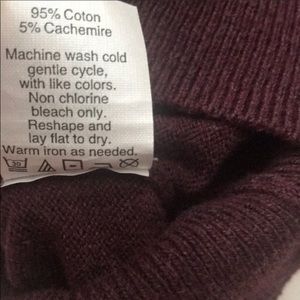 95% Coton
5% Cachemire
Machine wash cold
gentle cycle,
with like colors.
Non chlorine
bleach only.
Reshape and
lay flat to dry.
Warm iron as needed.
30